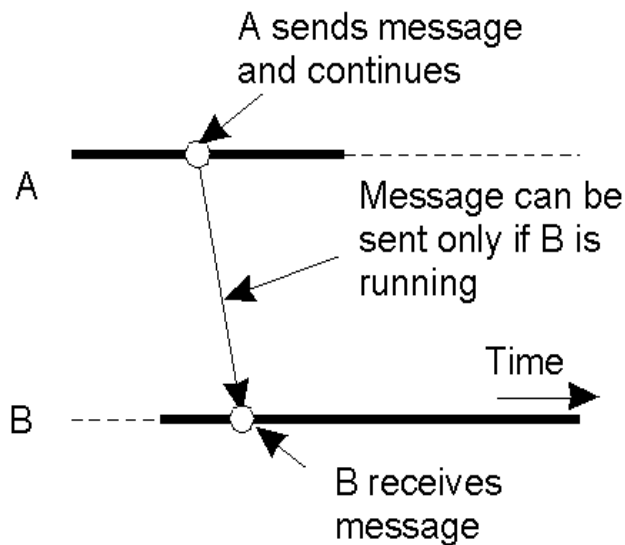 A sends message
and continues
A
Message can be
sent only if B is
running
Time
B
B receives
message